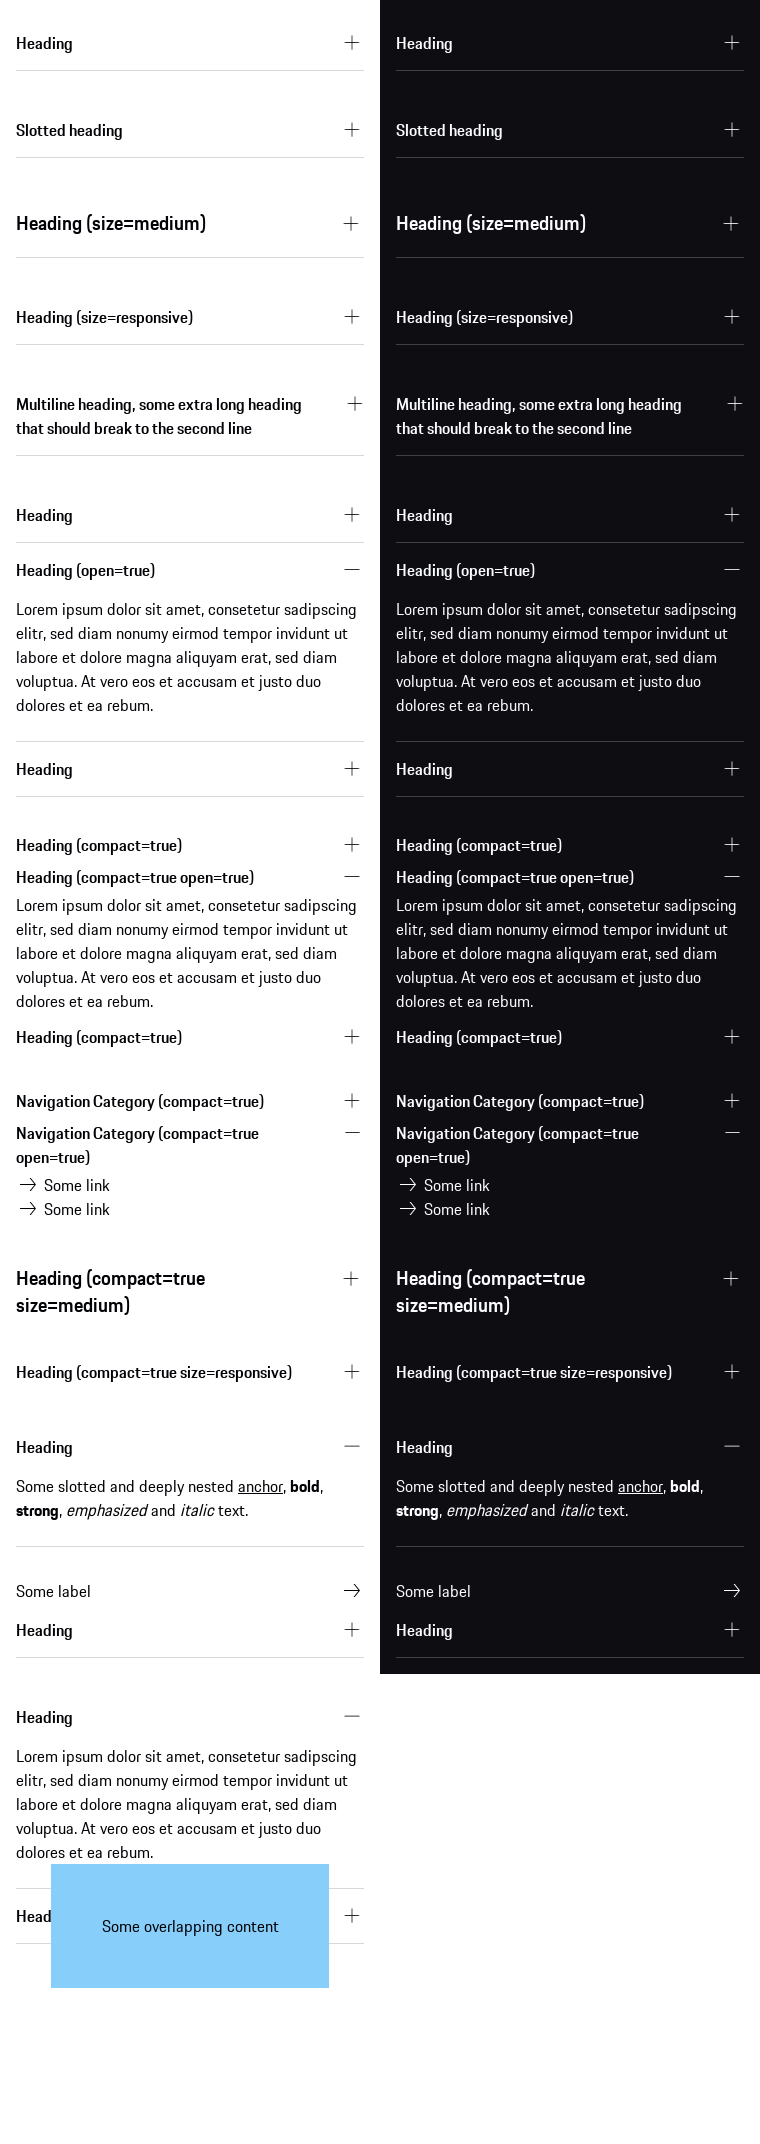 Heading
Slotted heading
Heading (size=medium)
Heading (size=responsive)
Multiline heading, some extra long heading
that should break to the second line
Heading
Heading (open=true)
Lorem ipsum dolor sit amet, consetetur sadipscing
elitr, sed diam nonumy eirmod tempor invidunt ut
labore et dolore magna aliquyam erat, sed diam
voluptua. At vero eos et accusam et justo duo
dolores et ea rebum.
Heading
Heading (compact=true)
Heading (compact=true open=true)
Lorem ipsum dolor sit amet, consetetur sadipscing
elitr, sed diam nonumy eirmod tempor invidunt ut
labore et dolore magna aliquyam erat, sed diam
voluptua. At vero eos et accusam et justo duo
dolores et ea rebum.
Heading (compact=true)
Navigation Category (compact=true)
Navigation Category (compact=true
open=true)
Some link
Some link
Heading (compact=true
size=medium)
Heading (compact=true size=responsive)
Heading
Some slotted and deeply nested anchor, bold,
strong, emphasized and italic text.
Some label
Heading
Heading
Lorem ipsum dolor sit amet, consetetur sadipscing
elitr, sed diam nonumy eirmod tempor invidunt ut
labore et dolore magna aliquyam erat, sed diam
voluptua. At vero eos et accusam et justo duo
dolores et ea rebum.
Head
Some overlapping content
Heading
Slotted heading
Heading (size=medium)
Heading (size=responsive)
Multiline heading, some extra long heading
that should break to the second line
Heading
Heading (open=true)
Lorem ipsum dolor sit amet, consetetur sadipscing
elitr, sed diam nonumy eirmod tempor invidunt ut
labore et dolore magna aliquyam erat, sed diam
voluptua. At vero eos et accusam et justo duo
dolores et ea rebum.
Heading
Heading (compact=true)
Heading (compact=true open=true)
Lorem ipsum dolor sit amet, consetetur sadipscing
elitr, sed diam nonumy eirmod tempor invidunt ut
labore et dolore magna aliquyam erat, sed diam
voluptua. At vero eos et accusam et justo duo
dolores et ea rebum.
Heading (compact=true)
Navigation Category (compact=true)
Navigation Category (compact=true
open=true)
Some link
Some link
Heading (compact=true
size=medium)
Heading (compact=true size=responsive)
Heading
Some slotted and deeply nested anchor, bold,
strong, emphasized and italic text.
Some label
Heading